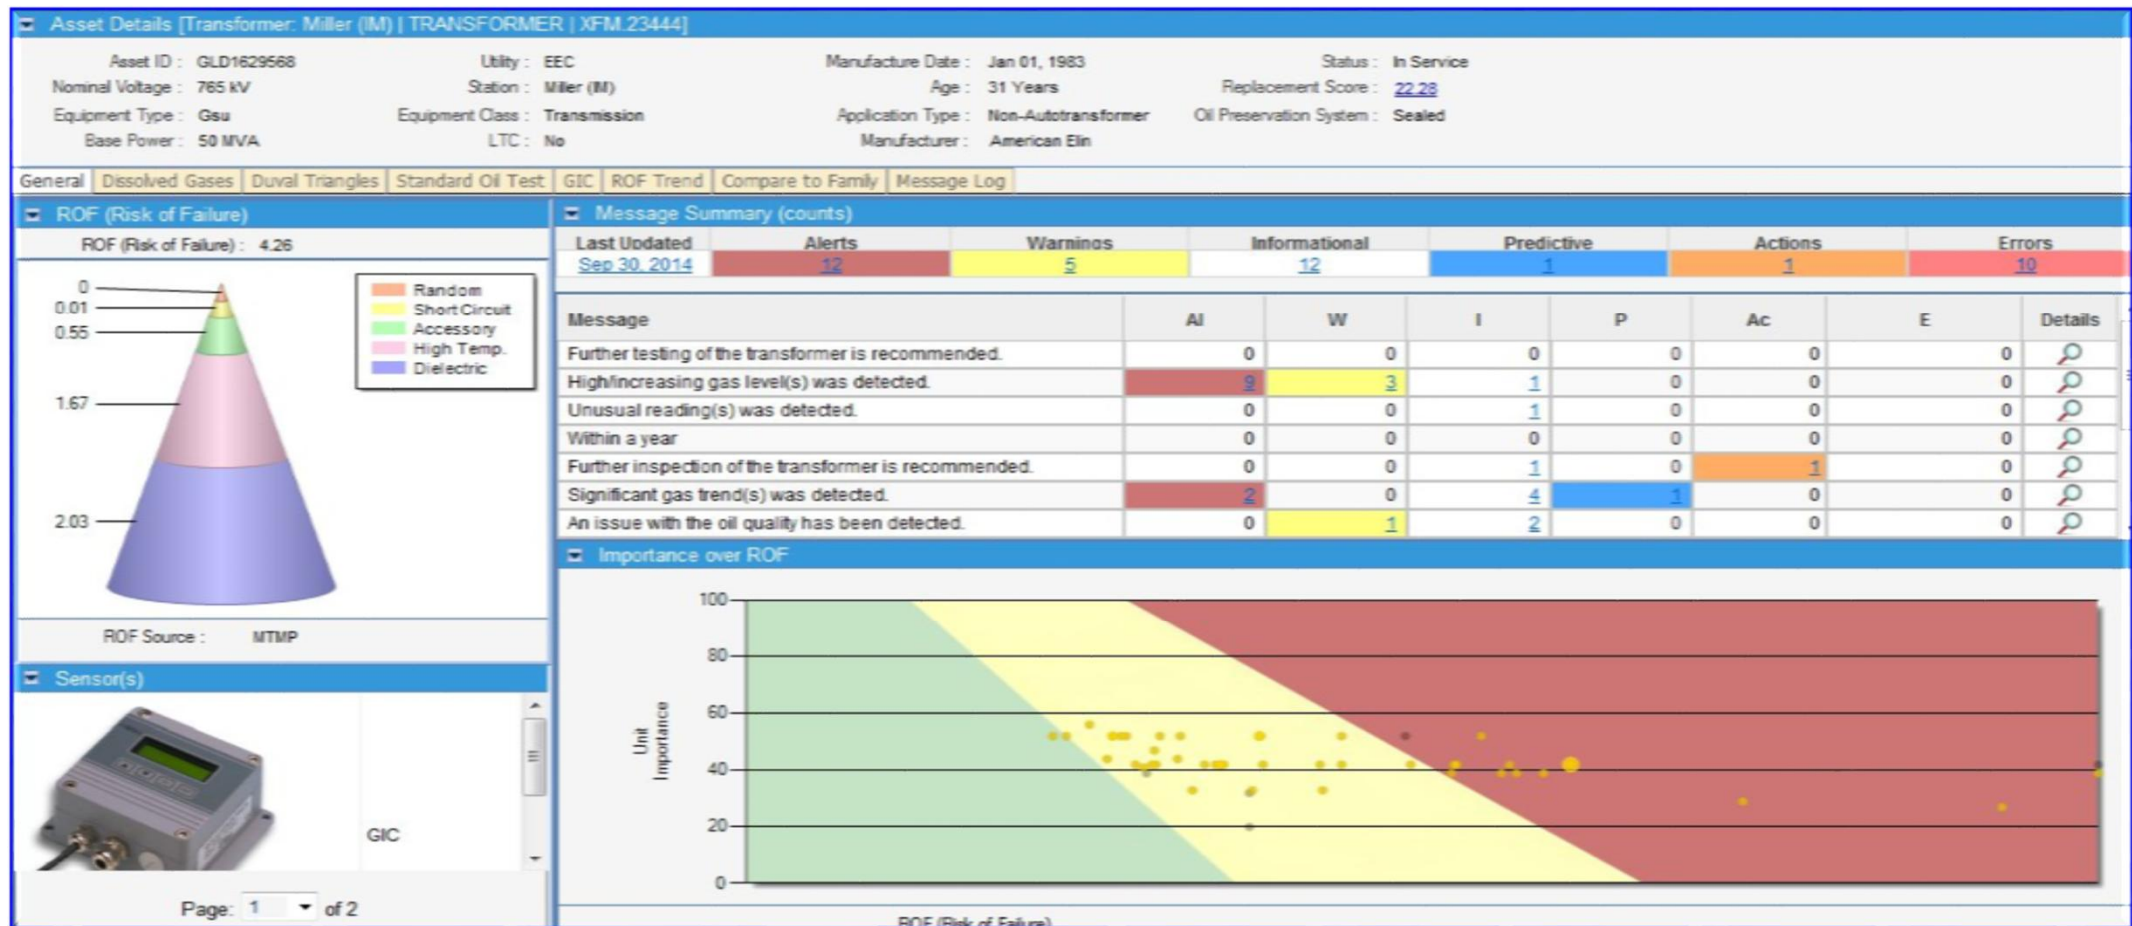 Asset Details [Transformer: Miller (IM) | TRANSFORMER | XFM.23444]
Asset ID : GLD1629568 Utility : EEC Manufacture Date : Jan 01, 1983 Status : In Service
Nominal Voltage : 765 kV Station : Miller (IM) Age : 31 Years Replacement Score : 22.28
Equipment Type : Gsu Equipment Class : Transmission Application Type : Non-Autotransformer Oil Preservation System : Sealed
Base Power : 50 MVA LTC : No Manufacturer : American Elin
General Dissolved Gases Duval Triangles Standard Oil Test GIC ROF Trend Compare to Family Message Log
ROF (Risk of Failure)
ROF (Risk of Failure) : 4.26
0
0.01
0.55
1.67
2.03
Random
Short Circuit
Accessory
High Temp.
Dielectric
ROF Source : MTMP
Sensor(s)
GIC
Page: 1 of 2
Message Summary (counts)
Last Updated Alerts Warnings Informational Predictive Actions Errors
Sep 30, 2014 12 5 12 1 1 10
Message Al W I P Ac E Details
Further testing of the transformer is recommended. 0 0 0 0 0 0
High/increasing gas level(s) was detected. 9 3 1 0 0 0
Unusual reading(s) was detected. 0 0 1 0 0 0
Within a year 0 0 0 0 0 0
Further inspection of the transformer is recommended. 0 0 1 0 1 0
Significant gas trend(s) was detected. 2 0 4 1 0 0
An issue with the oil quality has been detected. 0 1 2 0 0 0
Importance over ROF
100
80
60
40
20
0
Unit
Importance
ROF (Risk of Failure)